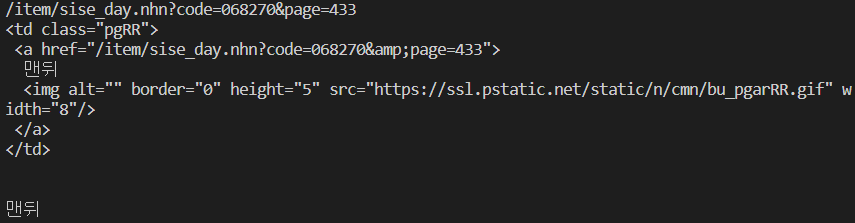 /item/sise_day.nhn?code=068270&page=433
<td class="pgRR">
 <a href="/item/sise_day.nhn?code=068270&amp;page=433">
  맨뒤
  <img alt="" border="0" height="5" src="https://ssl.pstatic.net/static/n/cmn/bu_pgarRR.gif" w
idth="8"/>
 </a>
</td>
맨뒤